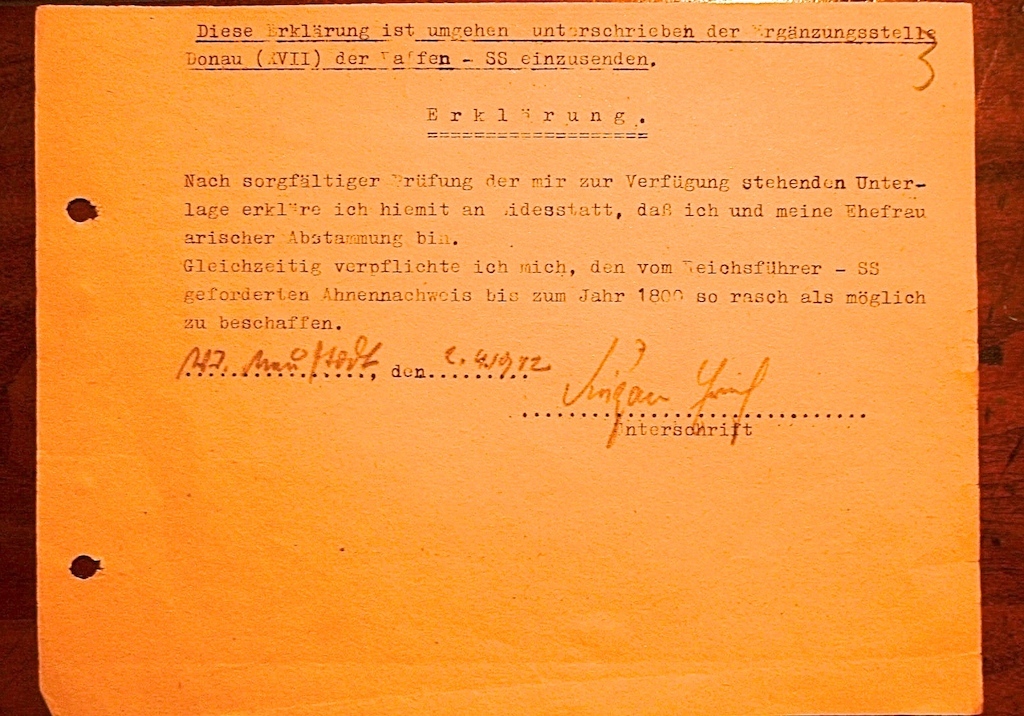 Diese Erklärung ist umgehen unterschrieben der Ergänzungsstelle
Donau (XVII) der Waffen - SS einzusenden.
3
Erklärung.
Nach sorgfältiger Prüfung der mir zur Verfügung stehenden Unter-
lage erkläre ich hiemit an Eidesstatt, daß ich und meine Ehefrau
arischer Abstammung bin.
Gleichzeitig verpflichte ich mich, den vom Reichsführer - SS
geforderten Ahnennachweis bis zum Jahr 1800 so rasch als möglich
zu beschaffen.
Neustadt, den
Unterschrift